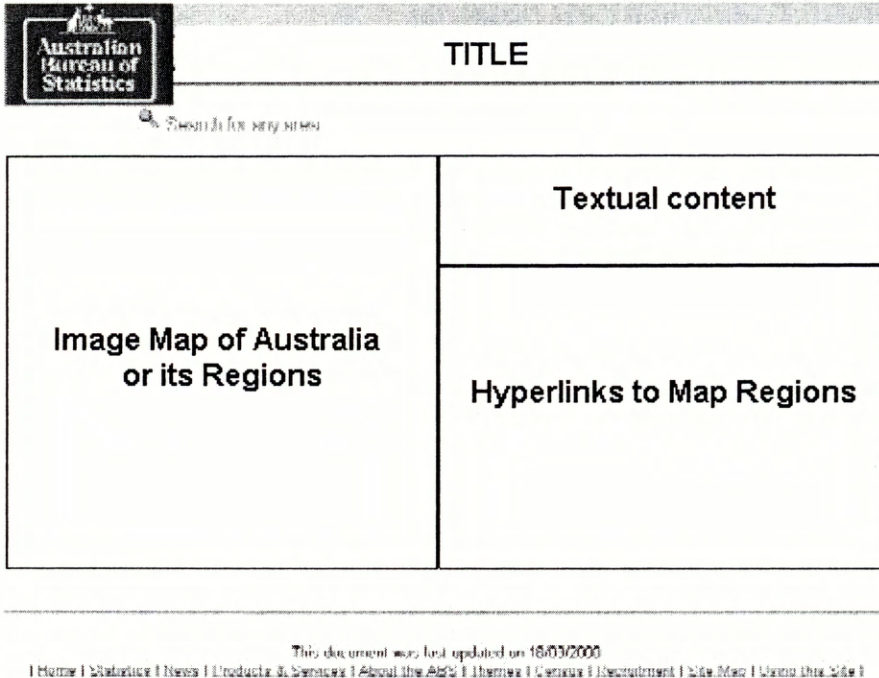 Australian
Bureau of
Statistics
TITLE
Search for any area
Textual content
Image Map of Australia
or its Regions
Hyperlinks to Map Regions
This document was last updated on 18/03/2000
| Home | Statistics | News | Products & Services | About the ABS | Themes | Census | Recruitment | Site Map | Using this Site |